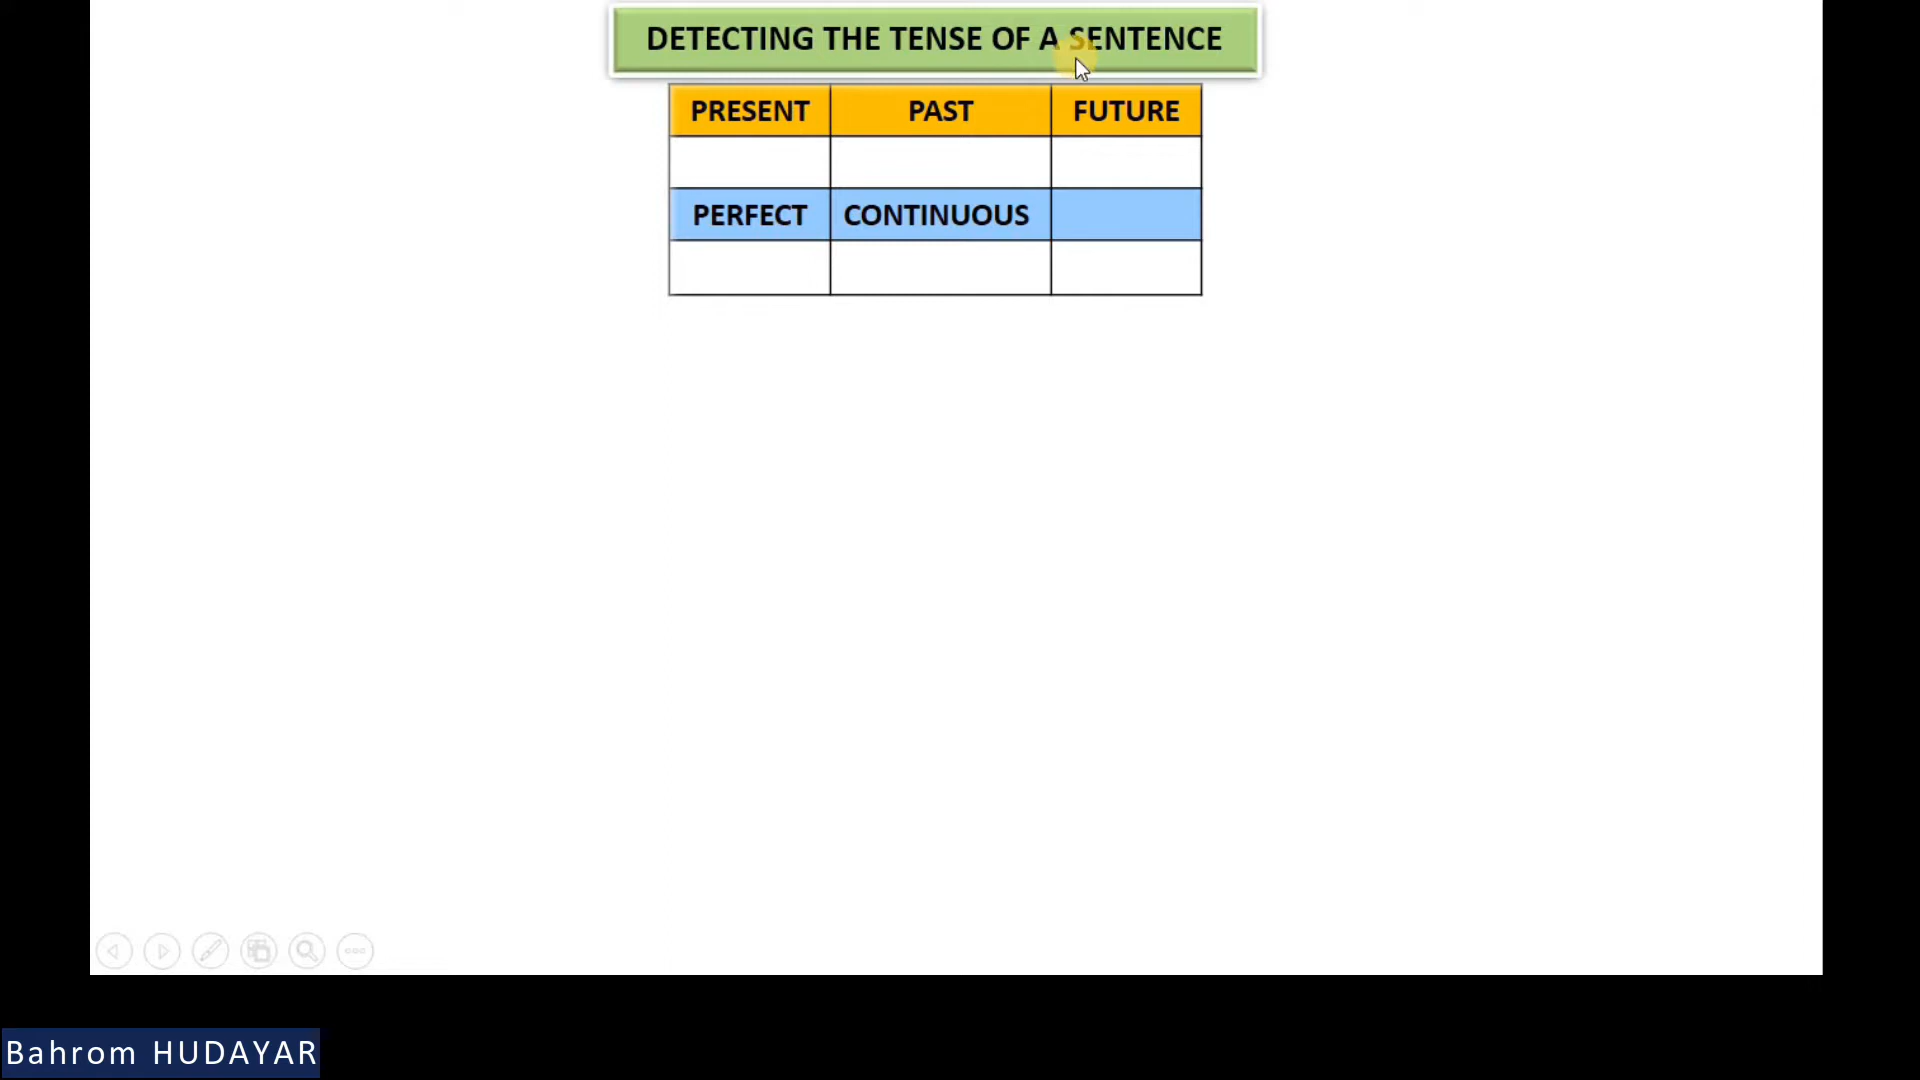 DETECTING THE TENSE OF A SENTENCE
PRESENT PAST FUTURE
PERFECT CONTINUOUS
Bahrom HUDAYAR